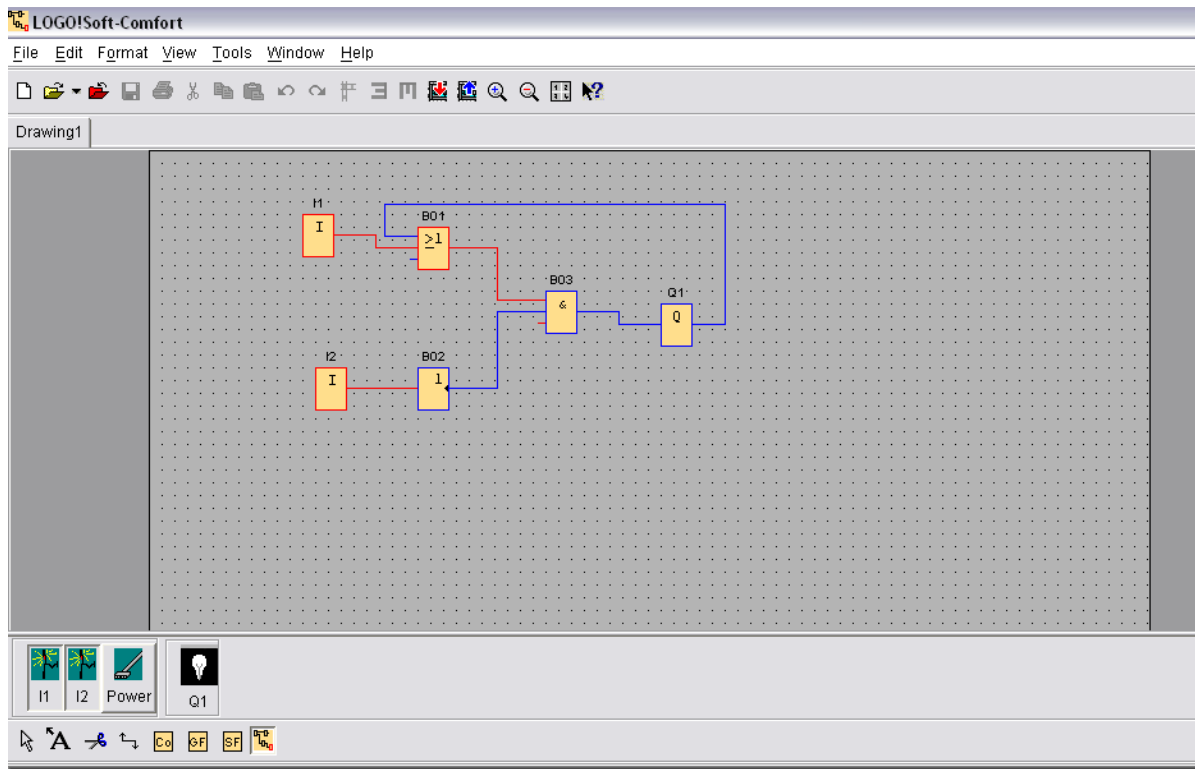 LOGO!Soft-Comfort
File Edit Format View Tools Window Help
Drawing1
I1
B01
I
>1
B03
&
Q1
Q
I2
B02
I
1
I1 I2 Power Q1
A Co GF SF